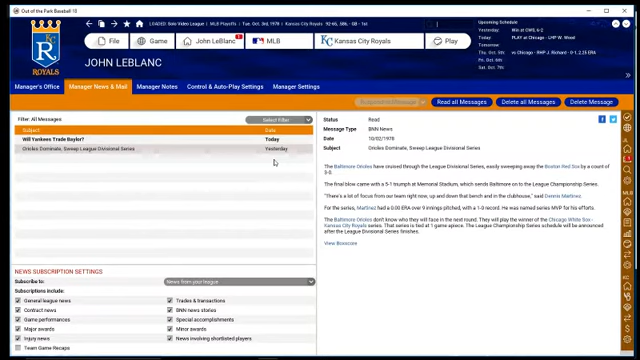 Out of the Park Baseball 18
LOADED: Solo Video League
MLB Playoffs
Tue. Oct. 3rd, 1978
Kansas City Royals
92-65, .586, GB - 1st
Upcoming Schedule
Today PLAY at Chicago - LHP W. Wood
Tomorrow
Thu. Oct. 5th vs Chicago - RHP J. Richard - 0-1, 2.25 ERA
Fri. Oct. 6th
Sat. Oct. 7th
File
Game
John LeBlanc
MLB
Kansas City Royals
Play
ROYALS
JOHN LEBLANC
Manager's Office
Manager News & Mail
Manager Notes
Control & Auto-Play Settings
Manager Settings
Respond to Message
Read all Messages
Delete all Messages
Delete Message
Filter: All Messages
Select Filter
Subject
Date
Will Yankees Trade Baylor?
Today
Orioles Dominate, Sweep League Divisional Series
Yesterday
Status
Read
Message Type
BNN News
Date
10/02/1978
Subject
Orioles Dominate, Sweep League Divisional Series
The Baltimore Orioles have cruised through the League Divisional Series, easily sweeping away the Boston Red Sox by a count of
3-0.
The final blow came with a 5-1 triumph at Memorial Stadium, which sends Baltimore on to the League Championship Series.
"There's a lot of focus on our team right now, up and down that bench and in the clubhouse," said Dennis Martinez.
For the series, Martinez had a 0.00 ERA over 9 innings pitched, with a 1-0 record. He was named series MVP for his efforts.
The Baltimore Orioles don't know who they will face in the next round. They will play the winner of the Chicago White Sox -
Kansas City Royals series. That series is tied at 1 game apiece. The League Championship Series schedule will be announced
after the League Divisional Series finishes.
View Boxscore
NEWS SUBSCRIPTION SETTINGS
Subscribe to:
News from your league
Subscriptions include:
General league news
Trades & transactions
Contract news
BNN news stories
Game performances
Special accomplishments
Major awards
Minor awards
Injury news
News involving shortlisted players
Team Game Recaps